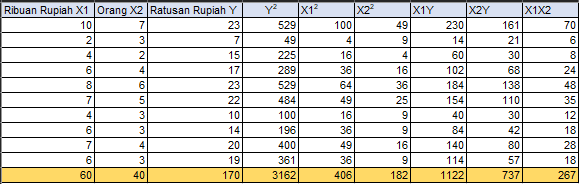 Ribuan Rupiah X1 Orang X2 Ratusan Rupiah Y Y² X1² X2² X1Y X2Y X1X2
10 7 23 529 100 49 230 161 70
2 3 7 49 4 9 14 21 6
4 2 15 225 16 4 60 30 8
6 4 17 289 36 16 102 68 24
8 6 23 529 64 36 184 138 48
7 5 22 484 49 25 154 110 35
4 3 10 100 16 9 40 30 12
6 3 14 196 36 9 84 42 18
7 4 20 400 49 16 140 80 28
6 3 19 361 36 9 114 57 18
60 40 170 3162 406 182 1122 737 267